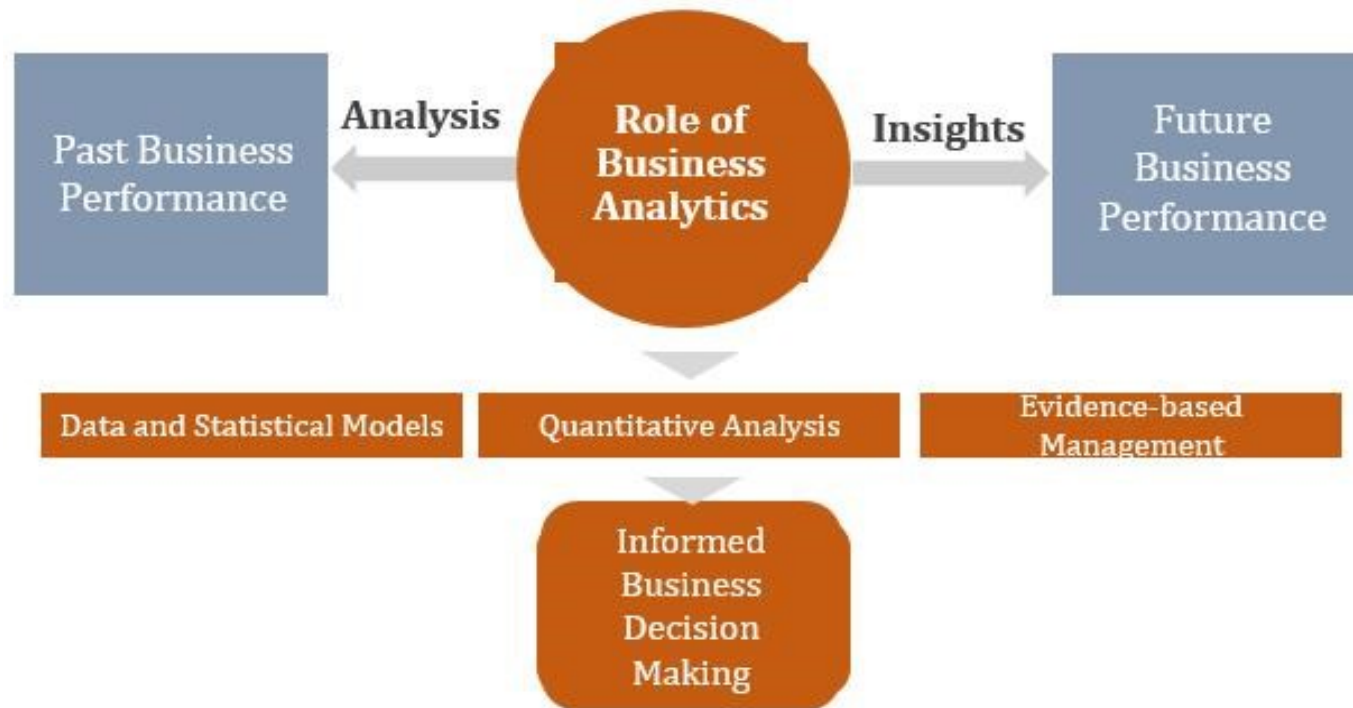 Past Business
Performance
Analysis
Role of
Business
Analytics
Insights
Future
Business
Performance
Data and Statistical Models
Quantitative Analysis
Evidence-based
Management
Informed
Business
Decision
Making